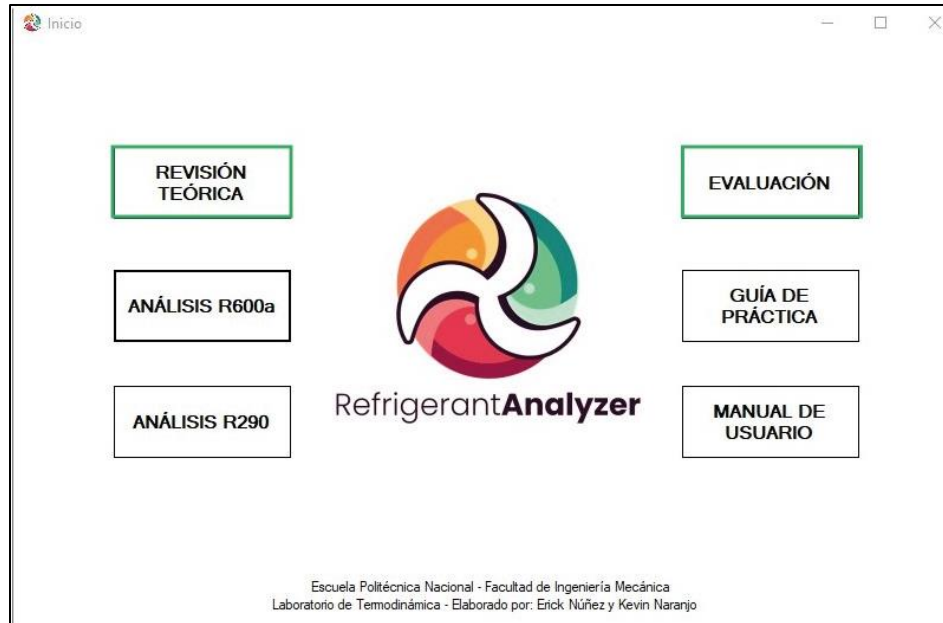 Inicio
REVISIÓN
TEÓRICA
ANÁLISIS R600a
ANÁLISIS R290
RefrigerantAnalyzer
EVALUACIÓN
GUÍA DE
PRÁCTICA
MANUAL DE
USUARIO
Escuela Politécnica Nacional - Facultad de Ingeniería Mecánica
Laboratorio de Termodinámica - Elaborado por: Erick Núñez y Kevin Naranjo